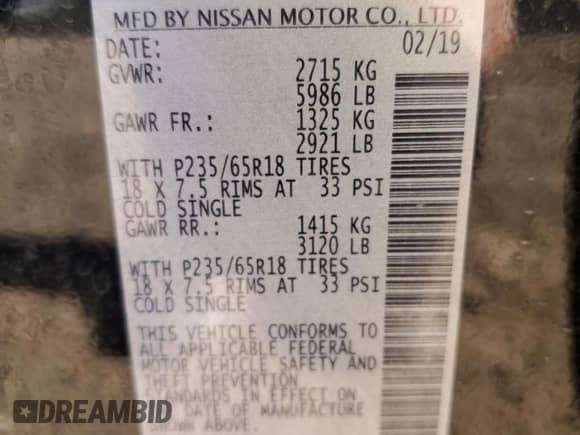 MFD BY NISSAN MOTOR CO., LTD.
DATE: 02/19
GVWR: 2715 KG
5986 LB
GAWR FR.: 1325 KG
2921 LB
WITH P235/65R18 TIRES
18 X 7.5 RIMS AT 33 PSI
COLD SINGLE
GAWR RR.: 1415 KG
3120 LB
WITH P235/65R18 TIRES
18 X 7.5 RIMS AT 33 PSI
COLD SINGLE
THIS VEHICLE CONFORMS TO
ALL APPLICABLE FEDERAL
MOTOR VEHICLE SAFETY AND
THEFT PREVENTION
STANDARDS IN EFFECT ON
DATE OF MANUFACTURE
SHOWN ABOVE.
DREAMBID